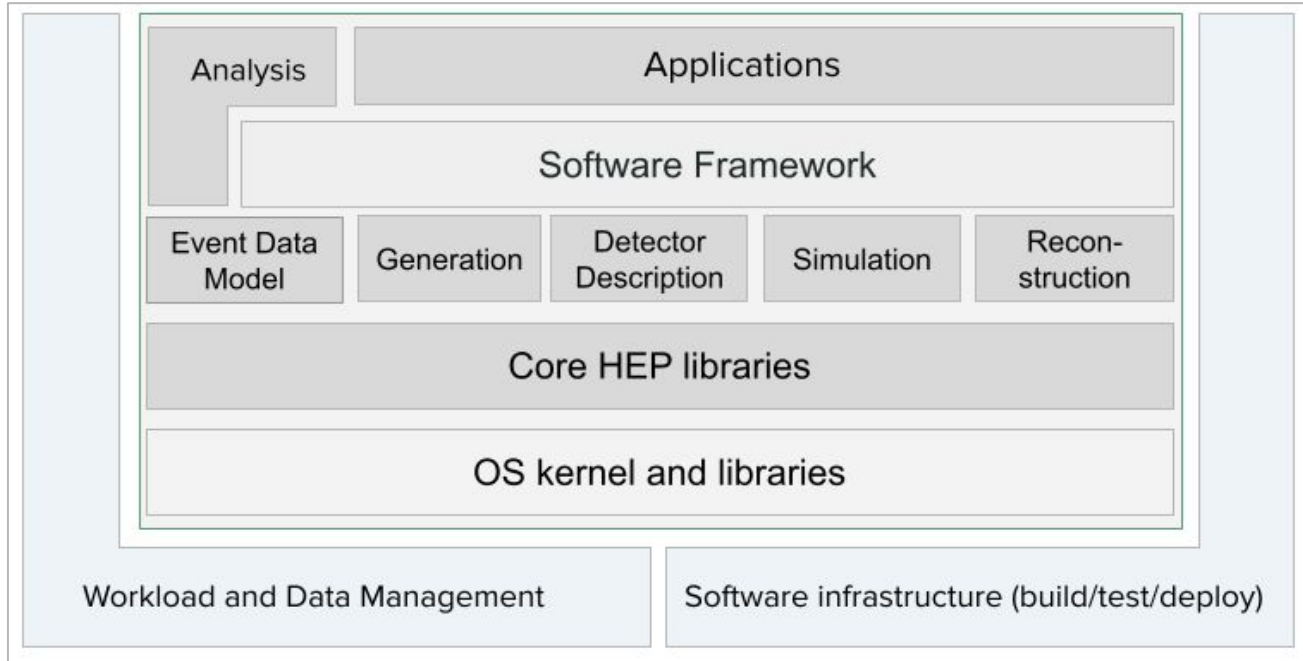 Analysis
Applications
Software Framework
Event Data
Model
Generation
Detector
Description
Simulation
Recon-
struction
Core HEP libraries
OS kernel and libraries
Workload and Data Management
Software infrastructure (build/test/deploy)